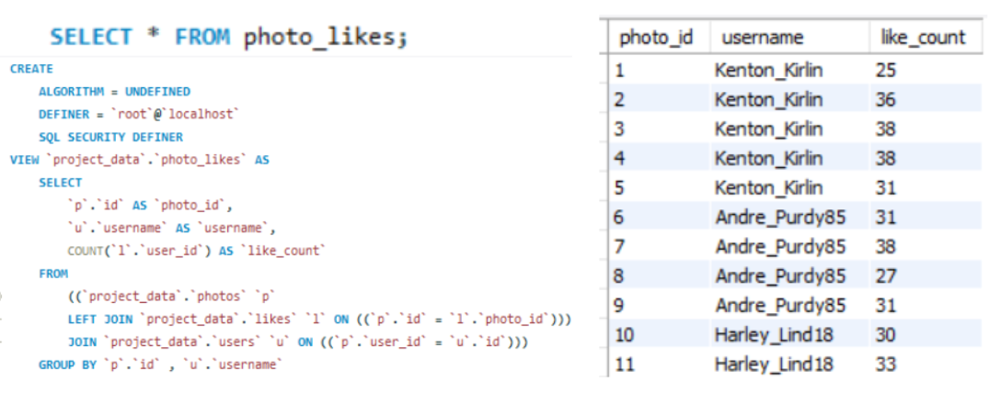 SELECT * FROM photo_likes;
CREATE
ALGORITHM = UNDEFINED
DEFINER = `root`@`localhost`
SQL SECURITY DEFINER
VIEW `project_data`.`photo_likes` AS
SELECT
`p`.`id` AS `photo_id`,
`u`.`username` AS `username`,
COUNT(`l`.`user_id`) AS `like_count`
FROM
((`project_data`.`photos` `p`
LEFT JOIN `project_data`.`likes` `l` ON ((`p`.`id` = `l`.`photo_id`)))
JOIN `project_data`.`users` `u` ON ((`p`.`user_id` = `u`.`id`)))
GROUP BY `p`.`id` , `u`.`username`
photo_id username like_count
1 Kenton_Kirlin 25
2 Kenton_Kirlin 36
3 Kenton_Kirlin 38
4 Kenton_Kirlin 38
5 Kenton_Kirlin 31
6 Andre_Purdy85 31
7 Andre_Purdy85 38
8 Andre_Purdy85 27
9 Andre_Purdy85 31
10 Harley_Lind18 30
11 Harley_Lind18 33